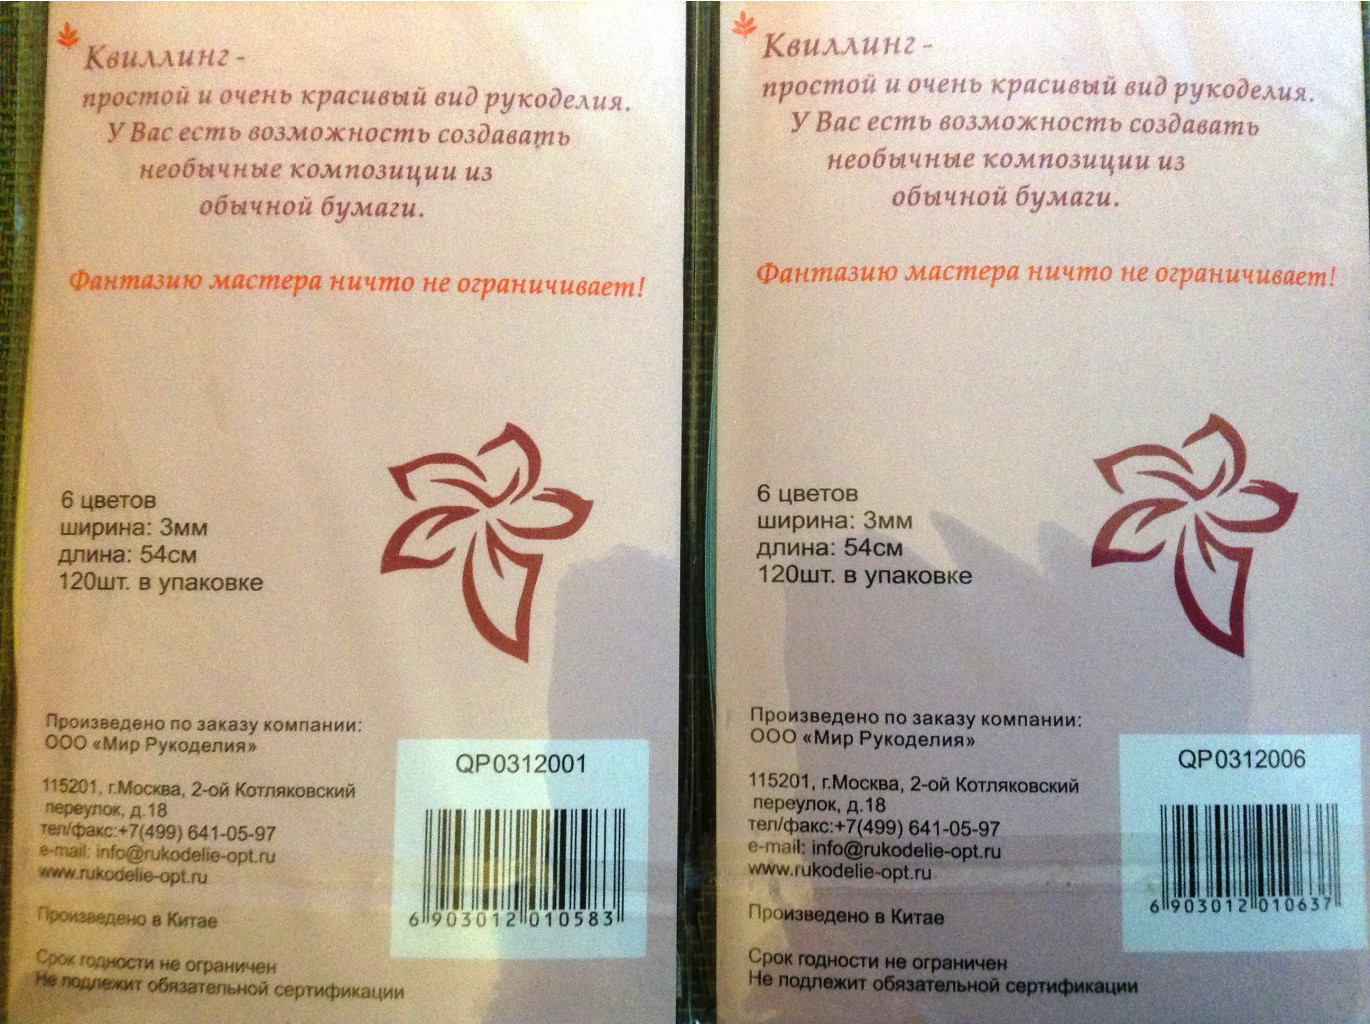 Квиллинг -
простой и очень красивый вид рукоделия.
У Вас есть возможность создавать
необычные композиции из
обычной бумаги.
Фантазию мастера ничто не ограничивает!
6 цветов
ширина: 3мм
длина: 54см
120шт. в упаковке
Произведено по заказу компании:
ООО «Мир Рукоделия»
115201, г.Москва, 2-ой Котляковский
переулок, д.18
тел/факс:+7(499) 641-05-97
e-mail: info@rukodelie-opt.ru
www.rukodelie-opt.ru
Произведено в Китае
Срок годности не ограничен
Не подлежит обязательной сертификации
QP0312001
6 903012 010583
Квиллинг -
простой и очень красивый вид рукоделия.
У Вас есть возможность создавать
необычные композиции из
обычной бумаги.
Фантазию мастера ничто не ограничивает!
6 цветов
ширина: 3мм
длина: 54см
120шт. в упаковке
Произведено по заказу компании:
ООО «Мир Рукоделия»
115201, г.Москва, 2-ой Котляковский
переулок, д.18
тел/факс:+7(499) 641-05-97
e-mail: info@rukodelie-opt.ru
www.rukodelie-opt.ru
Произведено в Китае
Срок годности не ограничен
Не подлежит обязательной сертификации
QP0312006
6 903012 010637